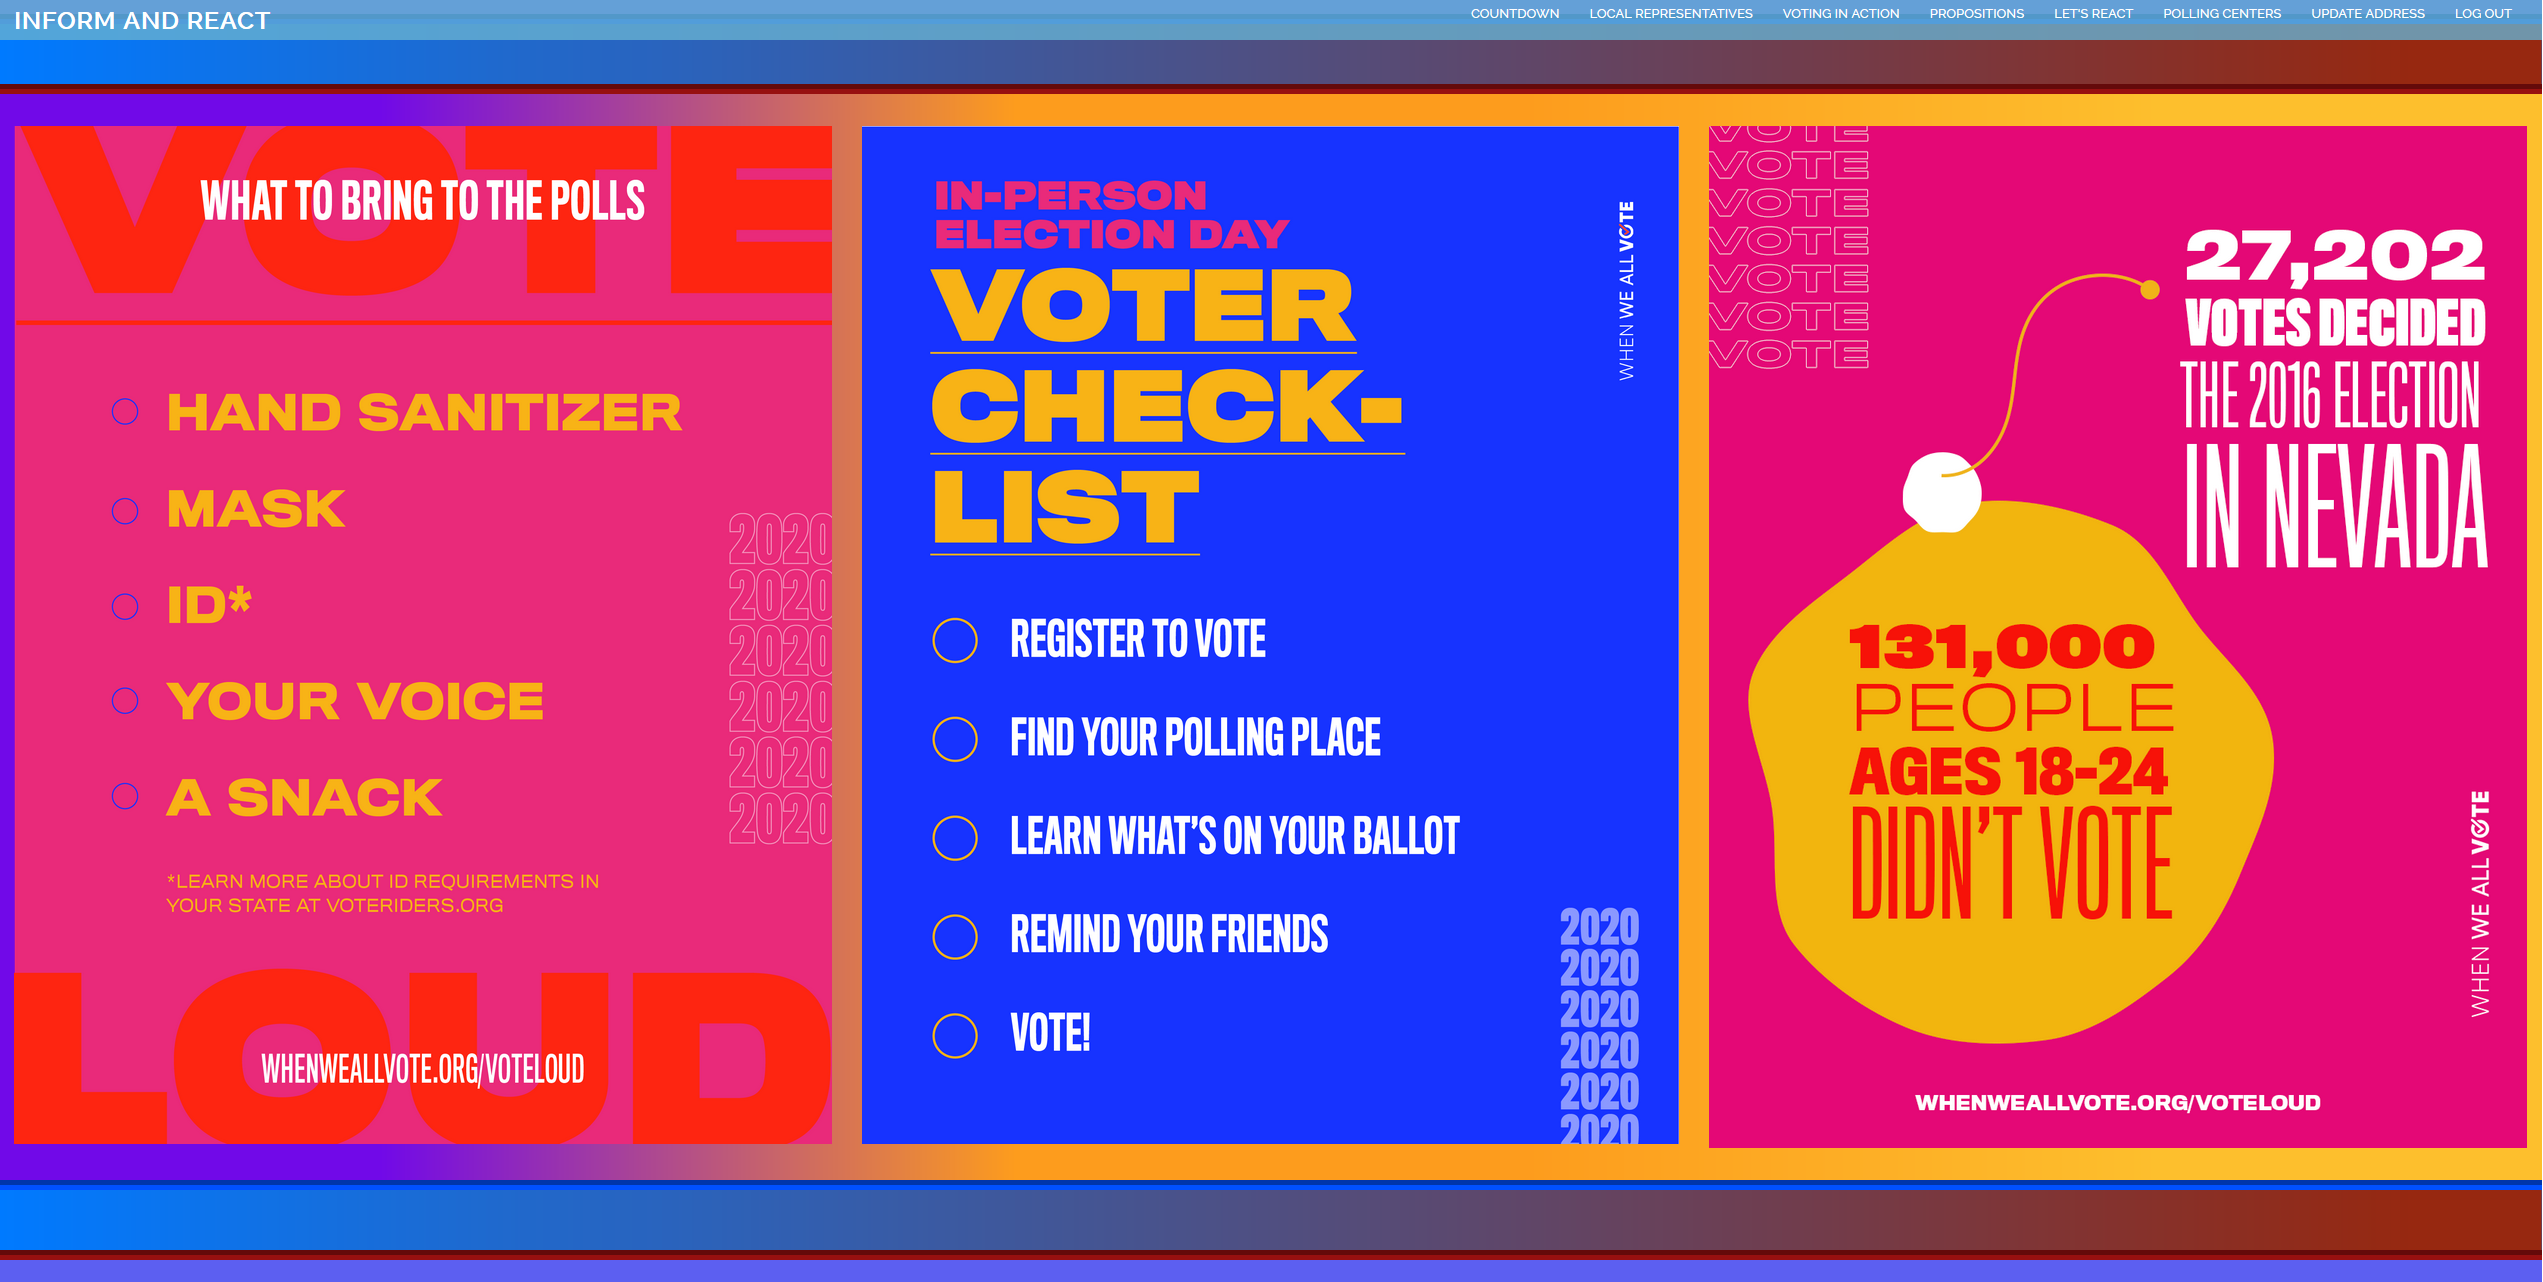 INFORM AND REACT
COUNTDOWN
LOCAL REPRESENTATIVES
VOTING IN ACTION
PROPOSITIONS
LET'S REACT
POLLING CENTERS
UPDATE ADDRESS
LOG OUT
VOTE
WHAT TO BRING TO THE POLLS
HAND SANITIZER
MASK
ID*
YOUR VOICE
A SNACK
*LEARN MORE ABOUT ID REQUIREMENTS IN
YOUR STATE AT VOTERIDERS.ORG
2020
2020
2020
2020
2020
2020
LOUD
WHENWEALLVOTE.ORG/VOTELOUD
IN-PERSON
ELECTION DAY
VOTER
CHECK-
LIST
WHEN WE ALL VOTE
REGISTER TO VOTE
FIND YOUR POLLING PLACE
LEARN WHAT'S ON YOUR BALLOT
REMIND YOUR FRIENDS
VOTE!
2020
2020
2020
2020
2020
2020
VOTE
VOTE
VOTE
VOTE
VOTE
VOTE
VOTE
27,202
VOTES DECIDED
THE 2016 ELECTION
IN NEVADA
131,000
PEOPLE
AGES 18-24
DIDN'T VOTE
WHEN WE ALL VOTE
WHENWEALLVOTE.ORG/VOTELOUD